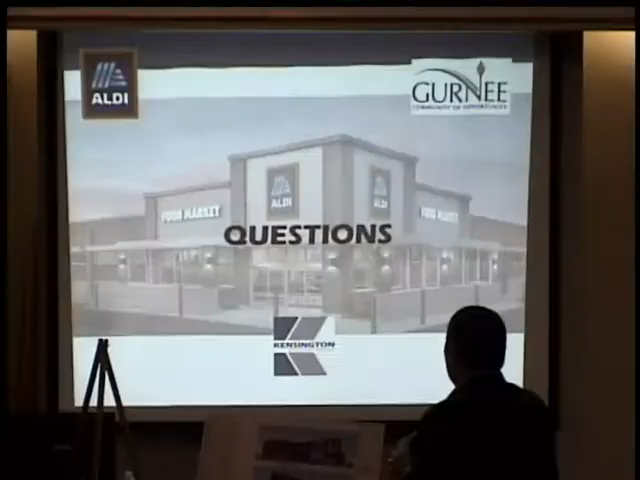 ALDI
GURNEE
COMMUNITY OF OPPORTUNITY
ALDI
ALDI
FOOD MARKET
FOOD MARKET
QUESTIONS
KENSINGTON